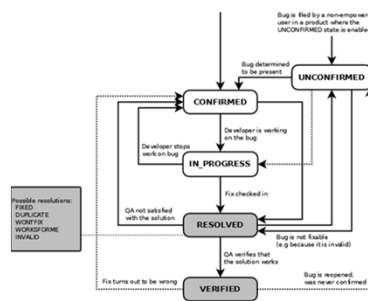 Bug is filed by a non-empowered
user in a product where the
UNCONFIRMED state is enabled
Bug determined
to be present
UNCONFIRMED
CONFIRMED
Developer is working
on the bug
Developer stops
work on bug
IN_PROGRESS
Possible resolutions:
FIXED
DUPLICATE
WONTFIX
WORKSFORME
INVALID
Fix checked in
QA not satisfied
with the solution
RESOLVED
Bug is not fixable
(e.g because it is invalid)
QA verifies that
the solution works
Fix turns out to be wrong
Bug is reopened,
was never confirmed
VERIFIED